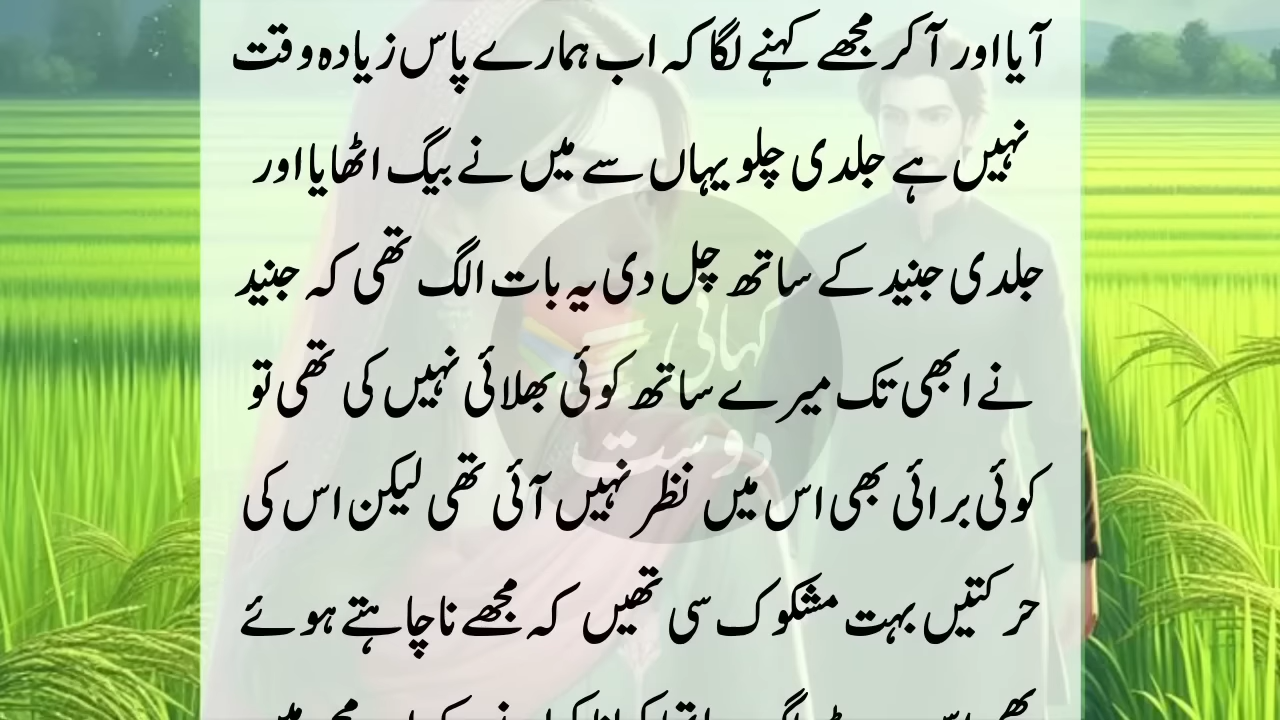 آیا اور آکر مجھے کہنے لگا کہ اب ہمارے پاس زیادہ وقت
نہیں ہے جلدی چلو یہاں سے میں نے بیگ اٹھایا اور
جلدی جنید کے ساتھ چل دی یہ بات الگ تھی کہ جنید
نے ابھی تک میرے ساتھ کوئی بھلائی نہیں کی تھی تو
کوئی برائی بھی اس میں نظر نہیں آئی تھی لیکن اس کی
حرکتیں بہت مشکوک سی تھیں کہ مجھے ناچاہتے ہوئے
کہانی
دوست